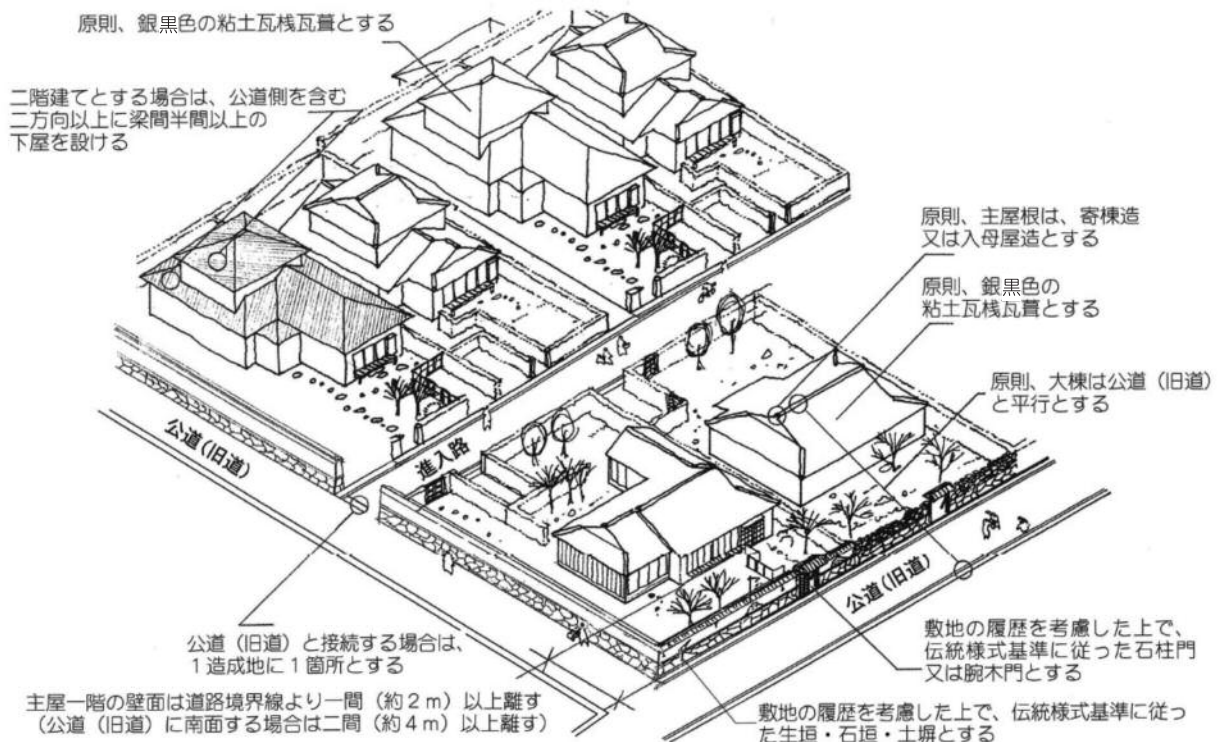 原則、銀黒色の粘土瓦桟瓦葺とする
二階建てとする場合は、公道側を含む
二方向以上に梁間半間以上の
下屋を設ける
原則、主屋根は、寄棟造
又は入母屋造とする
原則、銀黒色の
粘土瓦桟瓦葺とする
原則、大棟は公道（旧道）
と平行とする
公道(旧道)
進入路
公道(旧道)
公道（旧道）と接続する場合は、
１造成地に１箇所とする
主屋一階の壁面は道路境界線より一間（約２ｍ）以上離す
（公道（旧道）に南面する場合は二間（約４ｍ）以上離す）
敷地の履歴を考慮した上で、
伝統様式基準に従った石柱門
又は腕木門とする
敷地の履歴を考慮した上で、伝統様式基準に従っ
た生垣・石垣・土塀とする